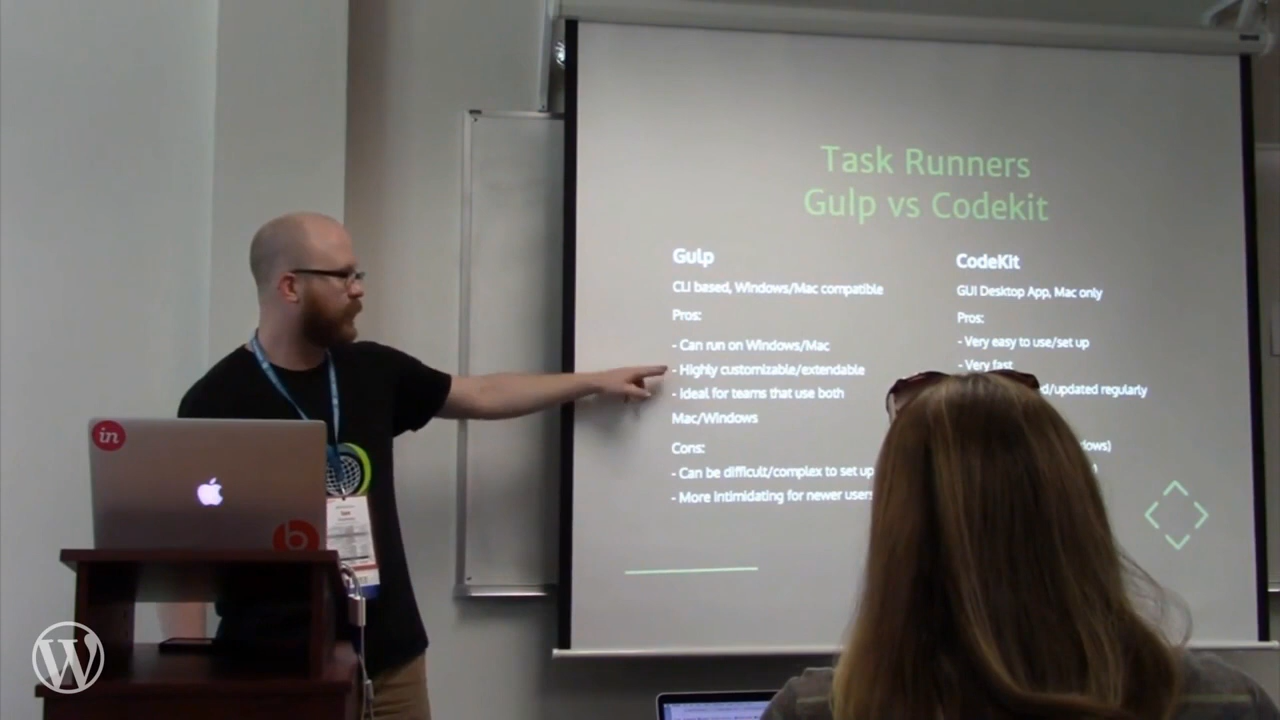 Task Runners
Gulp vs Codekit
Gulp
CLI based, Windows/Mac compatible
Pros:
- Can run on Windows/Mac
- Highly customizable/extendable
- Ideal for teams that use both
Mac/Windows
Cons:
- Can be difficult/complex to set up
- More intimidating for newer users
CodeKit
GUI Desktop App, Mac only
Pros:
- Very easy to use/set up
- Very fast
/updated regularly
in
b
W